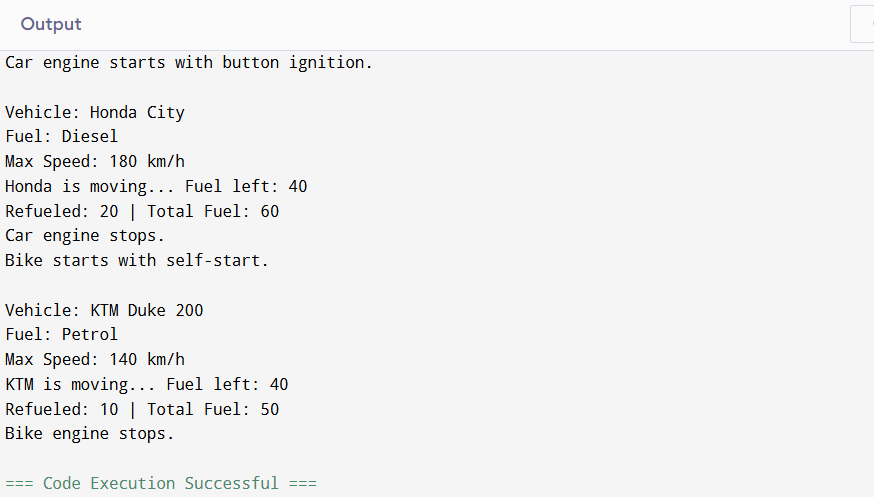 Output
Car engine starts with button ignition.
Vehicle: Honda City
Fuel: Diesel
Max Speed: 180 km/h
Honda is moving... Fuel left: 40
Refueled: 20 | Total Fuel: 60
Car engine stops.
Bike starts with self-start.
Vehicle: KTM Duke 200
Fuel: Petrol
Max Speed: 140 km/h
KTM is moving... Fuel left: 40
Refueled: 10 | Total Fuel: 50
Bike engine stops.
=== Code Execution Successful ===